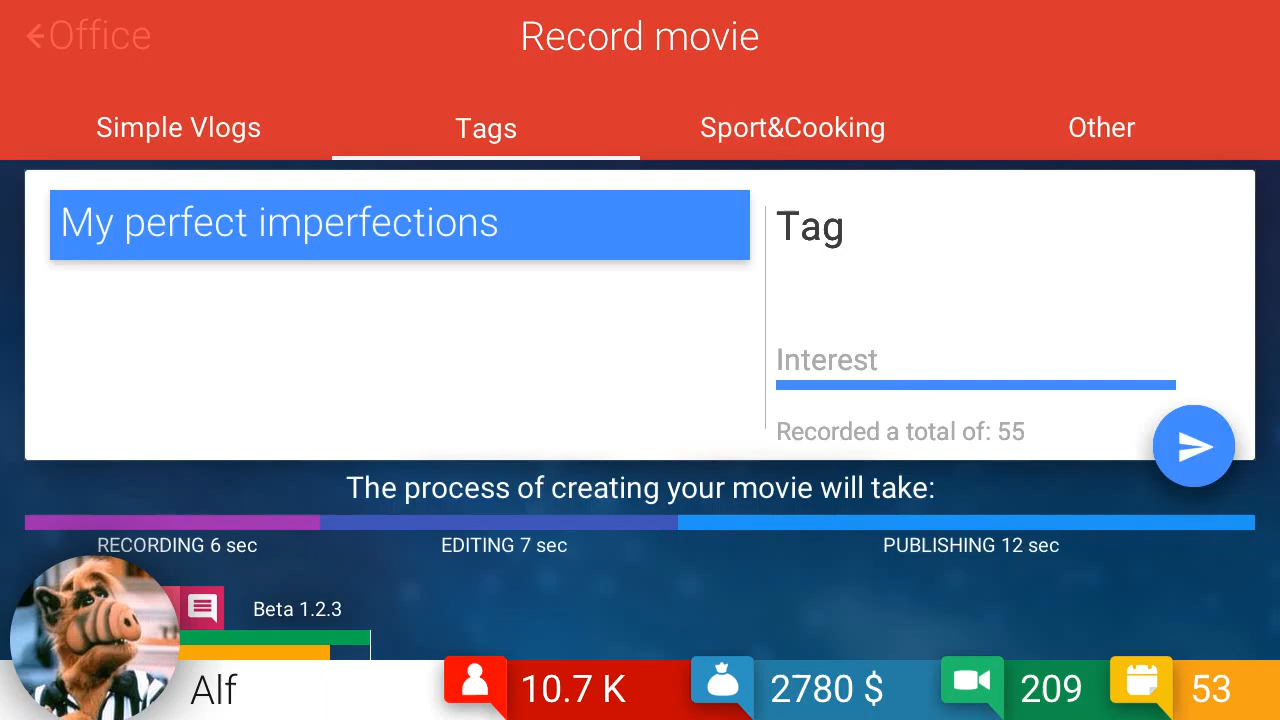 Office
Record movie
Simple Vlogs
Tags
Sport&Cooking
Other
My perfect imperfections
Tag
Interest
Recorded a total of: 55
The process of creating your movie will take:
RECORDING 6 sec
EDITING 7 sec
PUBLISHING 12 sec
Beta 1.2.3
Alf
10.7 K
2780 $
209
53